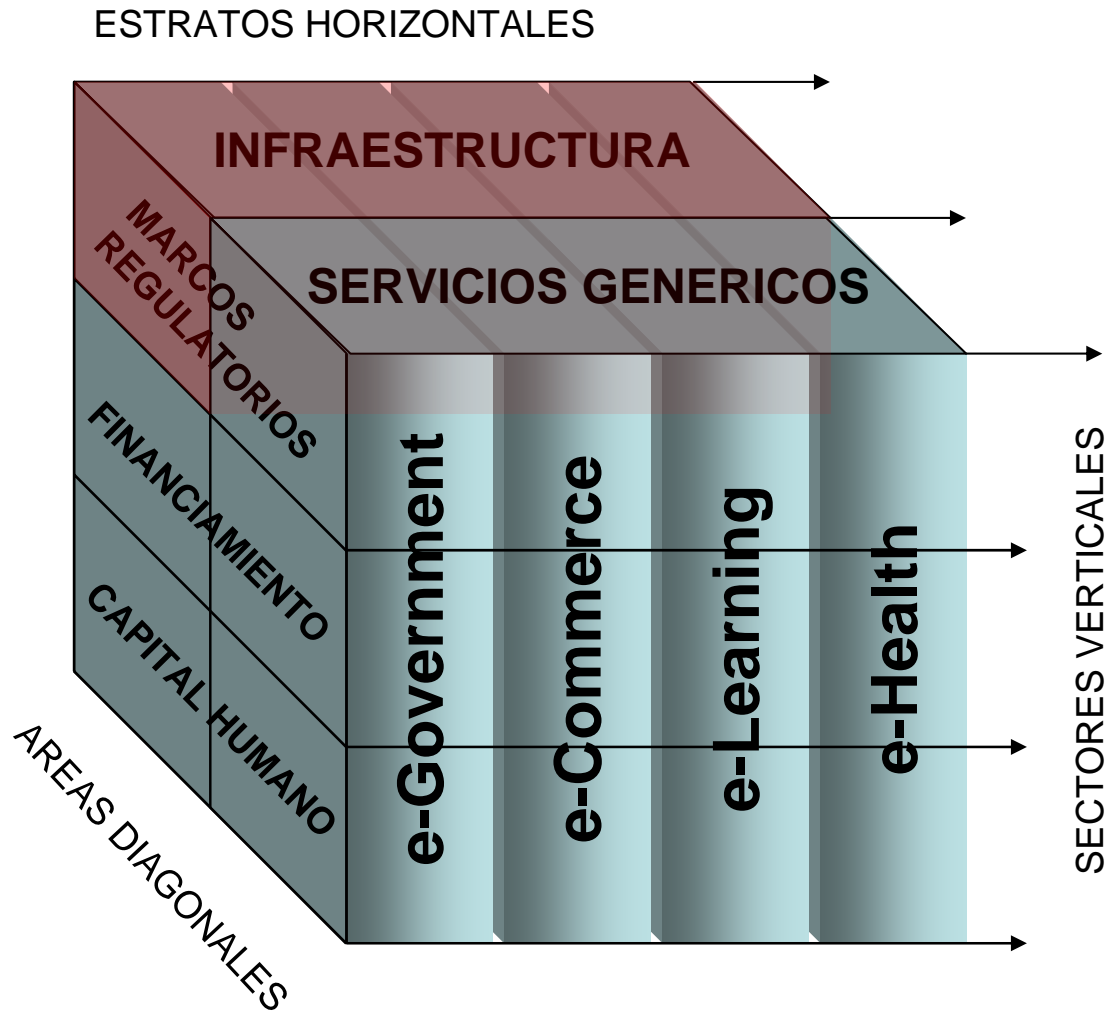 ESTRATOS HORIZONTALES
INFRAESTRUCTURA
SERVICIOS GENERICOS
MARCOS
REGULATORIOS
FINANCIAMIENTO
CAPITAL HUMANO
AREAS DIAGONALES
e-Government
e-Commerce
e-Learning
e-Health
SECTORES VERTICALES